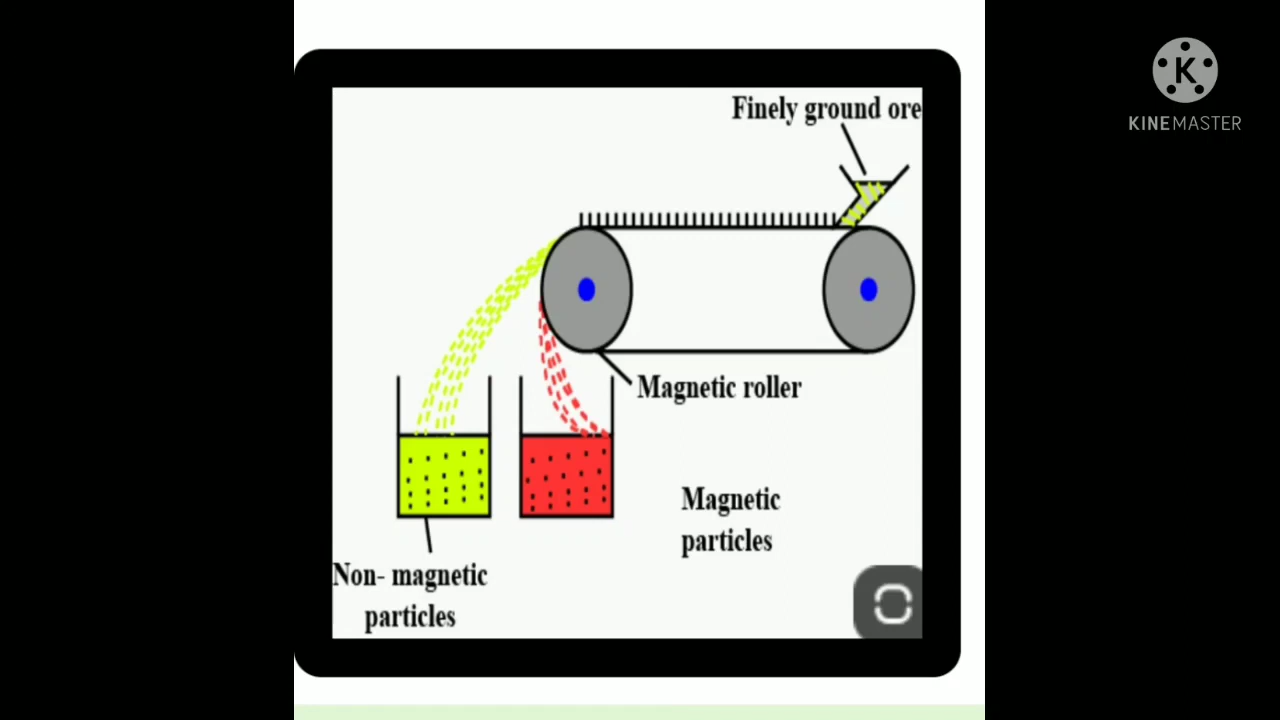 Finely ground ore
K
KINEMASTER
Magnetic roller
Magnetic
particles
Non- magnetic
particles